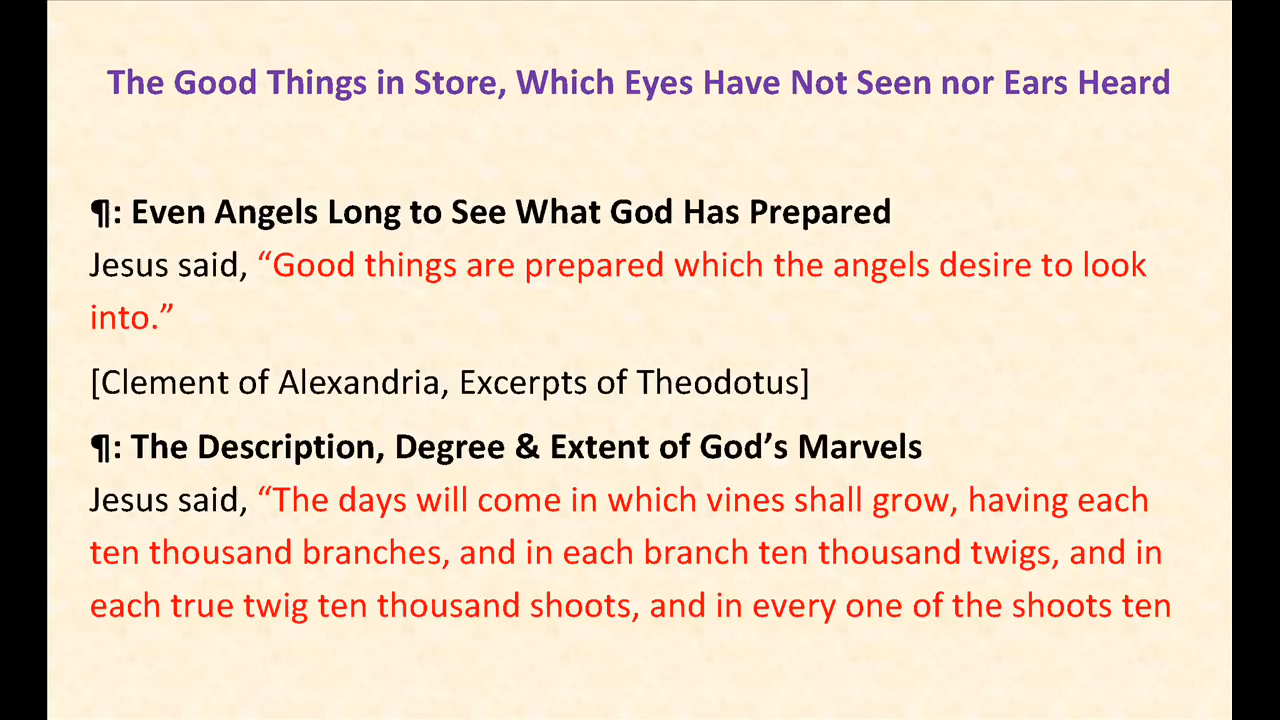 The Good Things in Store, Which Eyes Have Not Seen nor Ears Heard
¶: Even Angels Long to See What God Has Prepared
Jesus said, “Good things are prepared which the angels desire to look
into.”
[Clement of Alexandria, Excerpts of Theodotus]
¶: The Description, Degree & Extent of God’s Marvels
Jesus said, “The days will come in which vines shall grow, having each
ten thousand branches, and in each branch ten thousand twigs, and in
each true twig ten thousand shoots, and in every one of the shoots ten